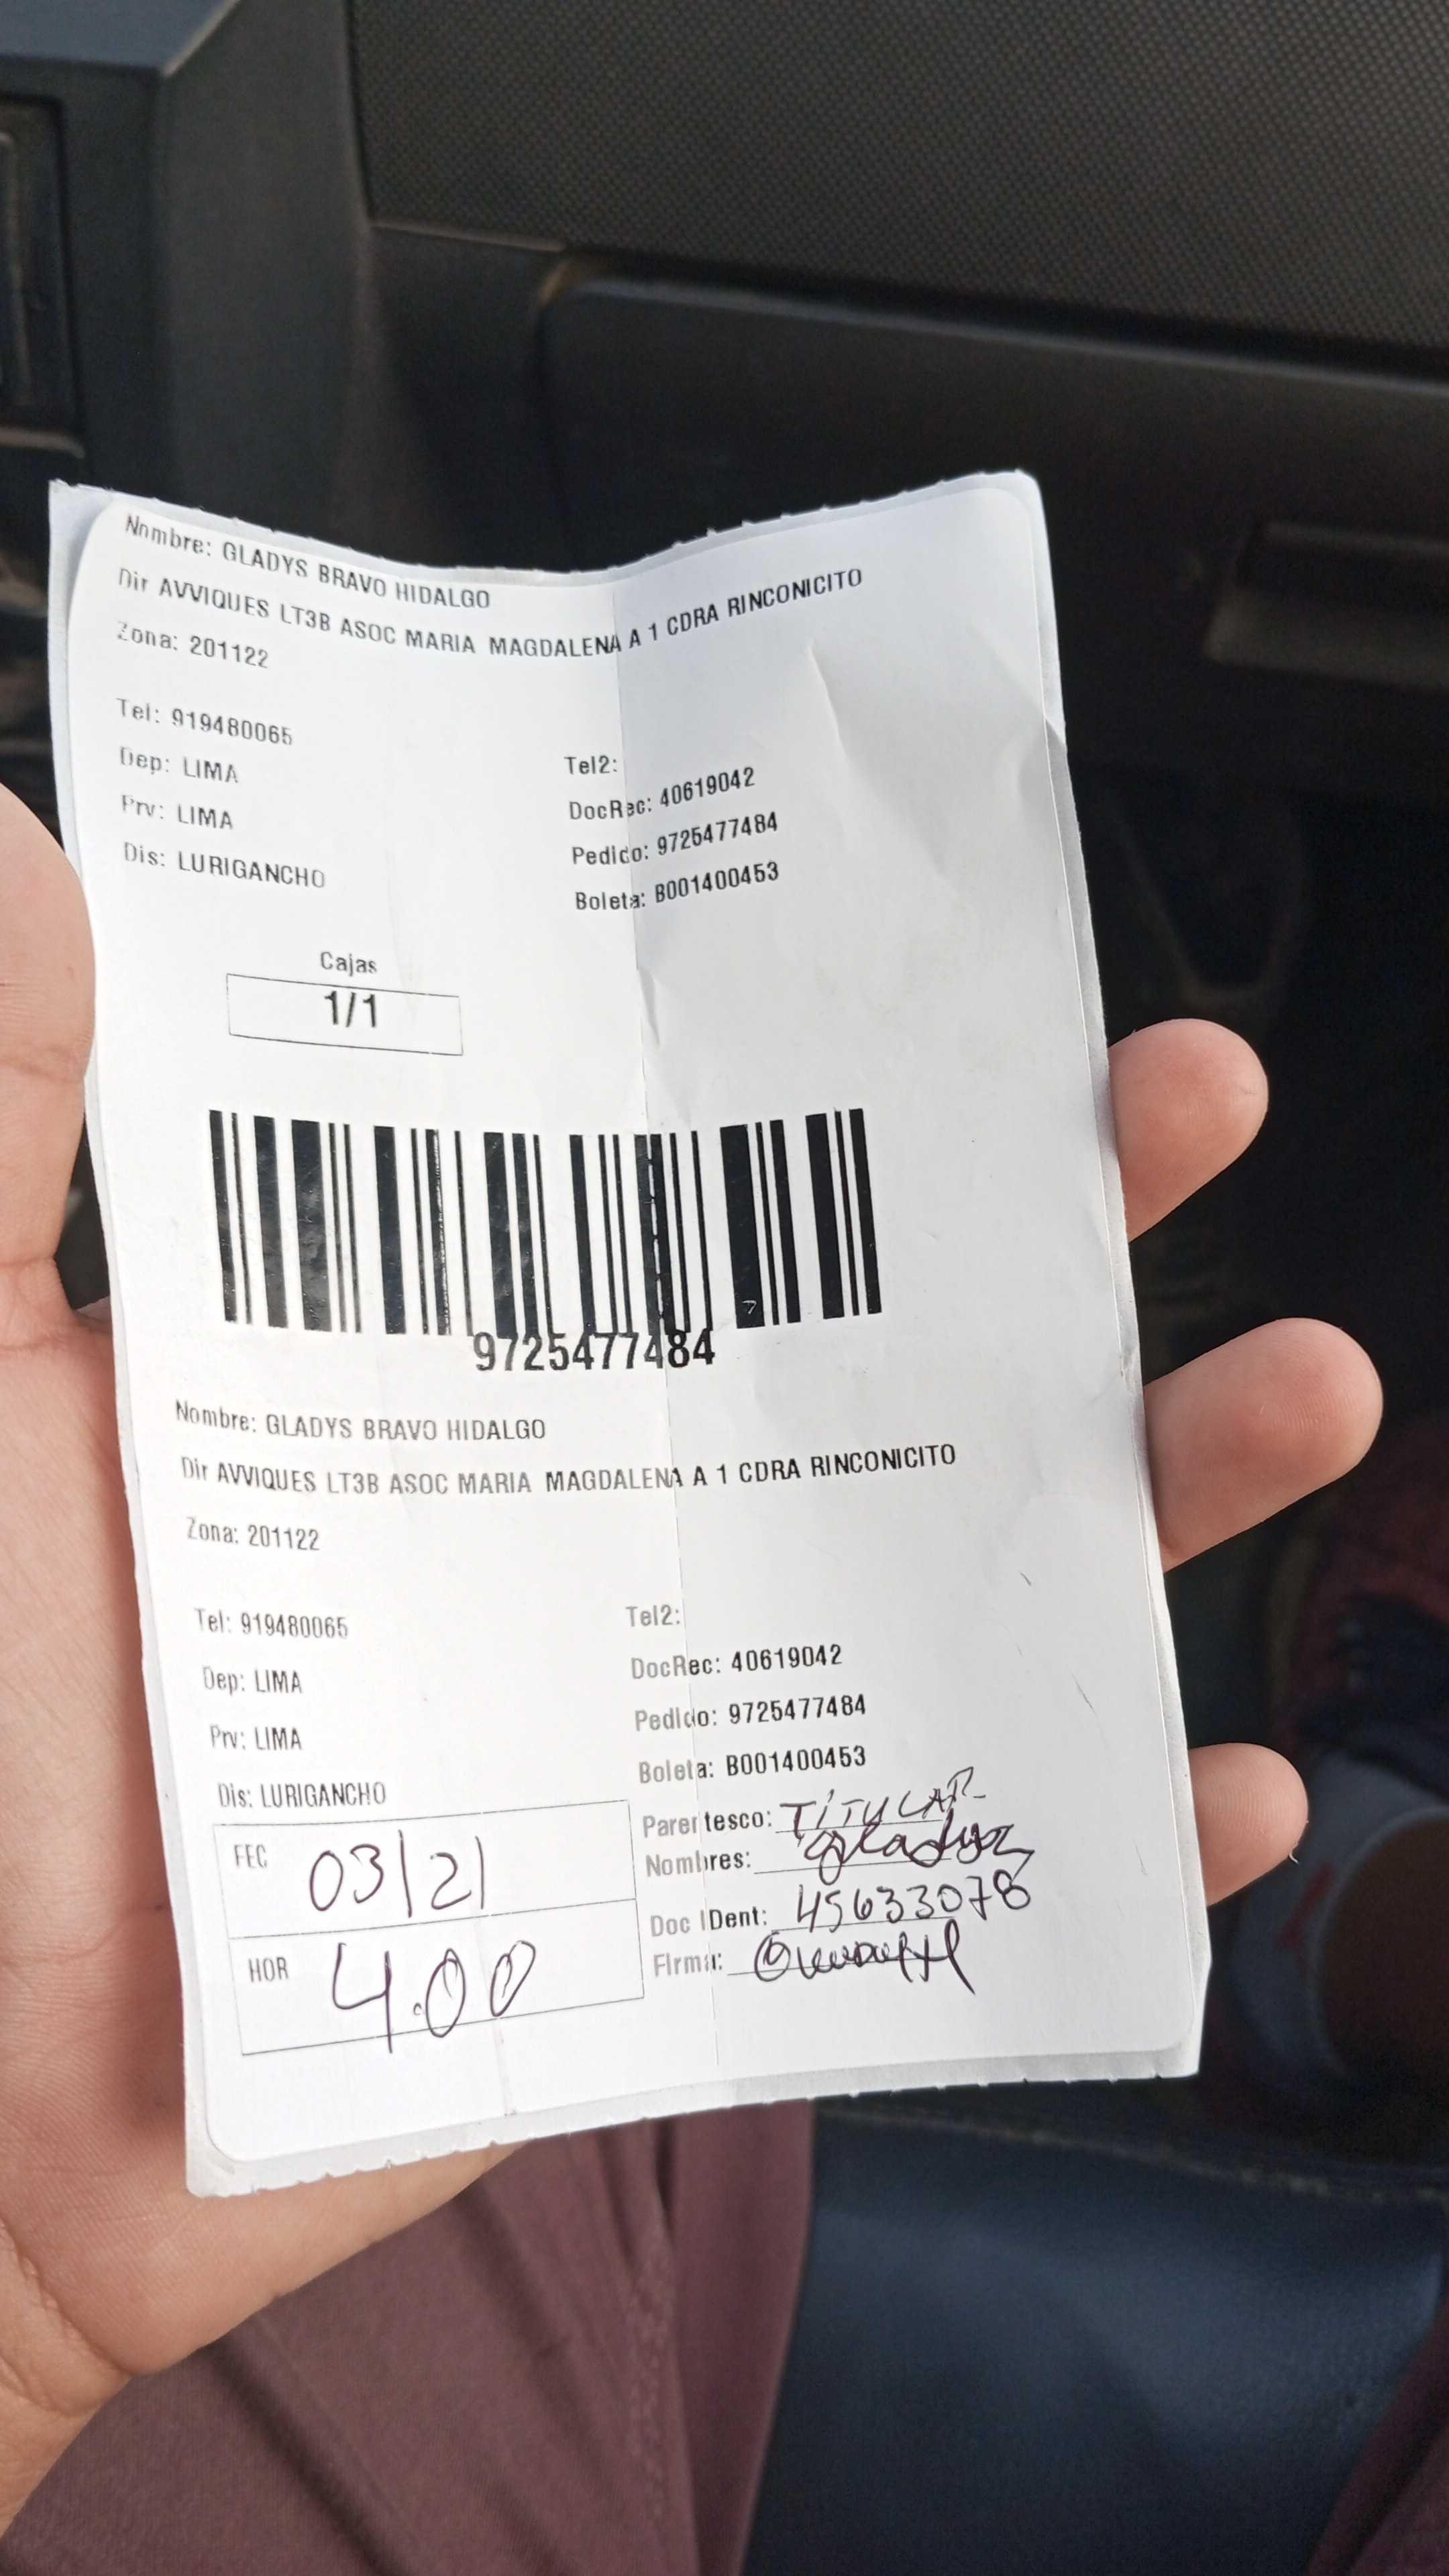 Nombre: GLADYS BRAVO HIDALGO
Dir AVVIQUES LT3B ASOC MARIA MAGDALENA A 1 CDRA RINCONICITO
Zona: 201122
Tel: 919480065
Tel2:
Dep: LIMA
DocRec: 40619042
Prv: LIMA
Pedido: 9725477484
Dis: LURIGANCHO
Boleta: B001400453
Cajas
1/1
9725477484
Nombre: GLADYS BRAVO HIDALGO
Dir AVVIQUES LT3B ASOC MARIA MAGDALENA A 1 CDRA RINCONICITO
Zona: 201122
Tel: 919480065
Tel2:
Dep: LIMA
DocRec: 40619042
Prv: LIMA
Pedido: 9725477484
Dis: LURIGANCHO
Boleta: B001400453
Parentesco: TITULAR
FEC 03/21
Nombres: Gladys
Doc IDent: 45633078
HOR 4.00
Firma: